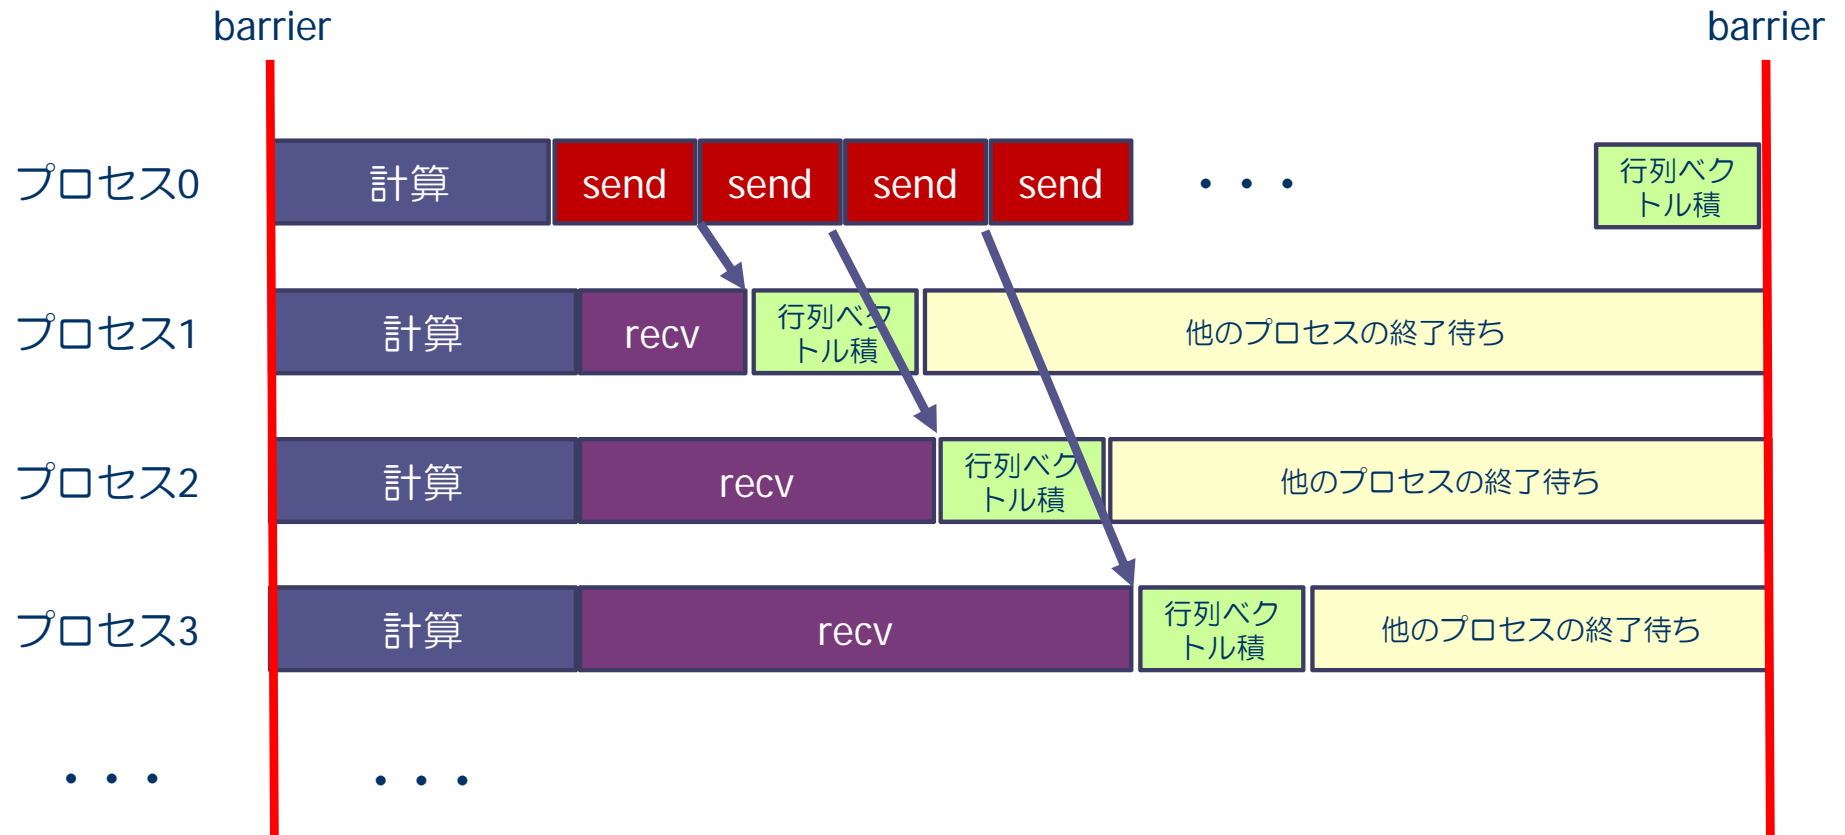 barrier
barrier
プロセス0
計算
send
send
send
send
・・・
行列ベク
トル積
プロセス1
計算
recv
行列ベク
トル積
他のプロセスの終了待ち
プロセス2
計算
recv
行列ベク
トル積
他のプロセスの終了待ち
プロセス3
計算
recv
行列ベク
トル積
他のプロセスの終了待ち
・・・
・・・